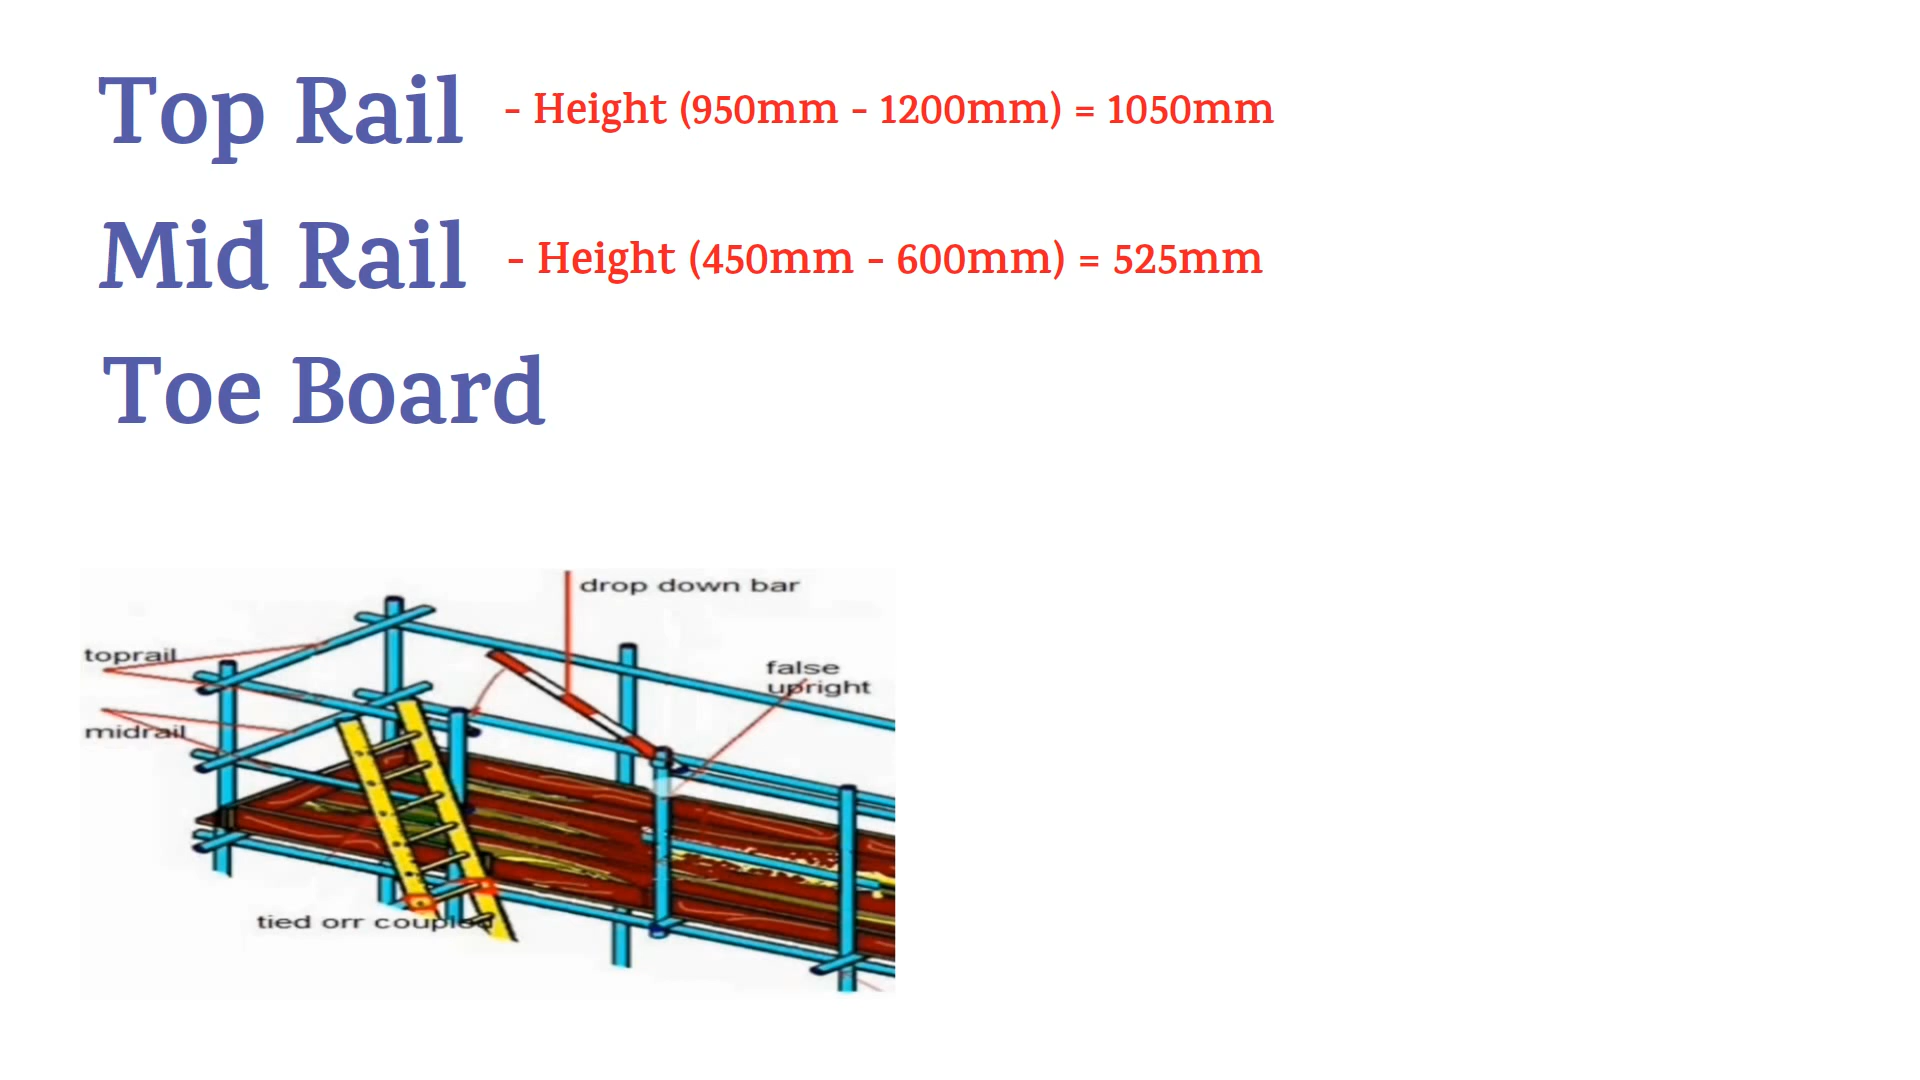 Top Rail - Height (950mm - 1200mm) = 1050mm
Mid Rail - Height (450mm - 600mm) = 525mm
Toe Board
drop down bar
toprail
false
upright
midrail
tied orr coupled